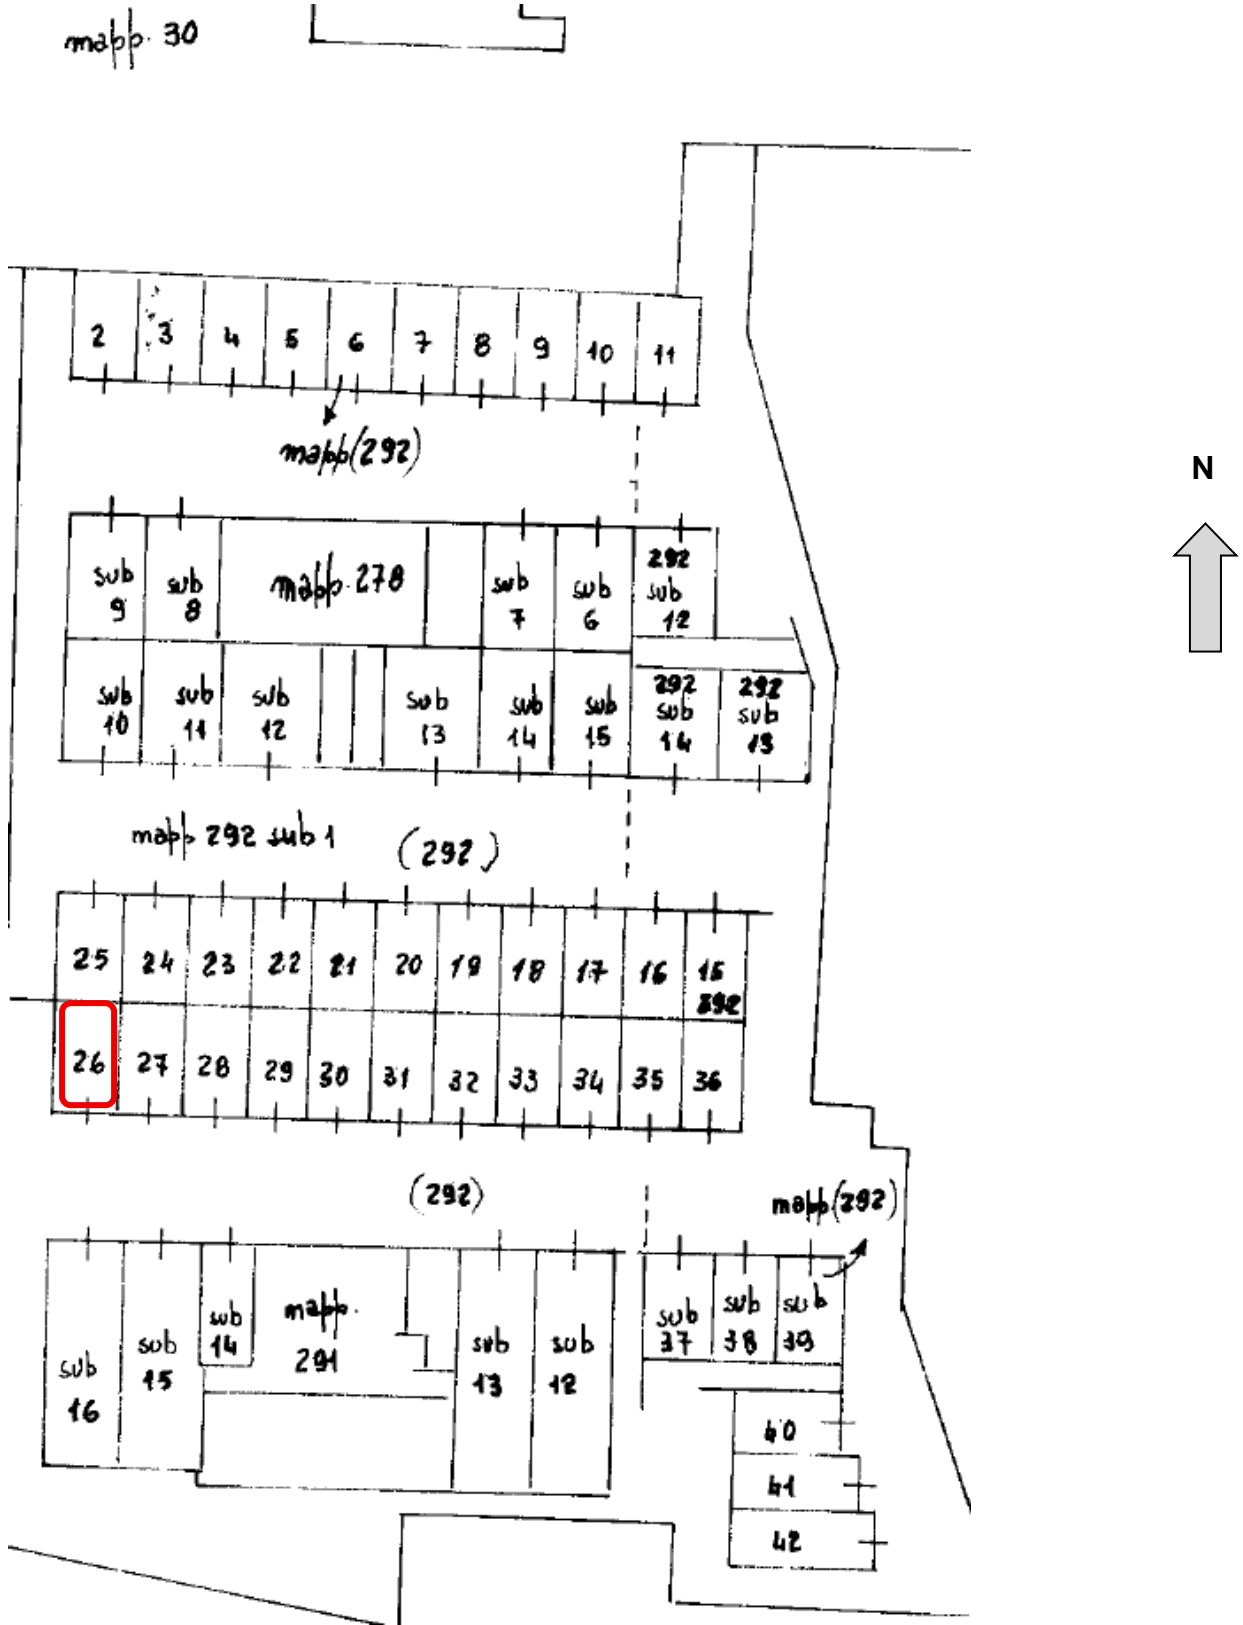 mapp. 30
2 3 4 5 6 7 8 9 10 11
mapp (292)
N
sub 9
sub 8
mapp. 278
sub 7
sub 6
292 sub 12
sub 10
sub 11
sub 12
sub 13
sub 14
sub 15
292 sub 14
292 sub 13
mapp 292 sub 1
(292)
25 24 23 22 21 20 19 18 17 16 15
292
26 27 28 29 30 31 32 33 34 35 36
(292)
mapp. (292)
sub 16
sub 15
sub 14
mapp. 291
sub 13
sub 12
sub 37
sub 38
sub 39
40
41
42